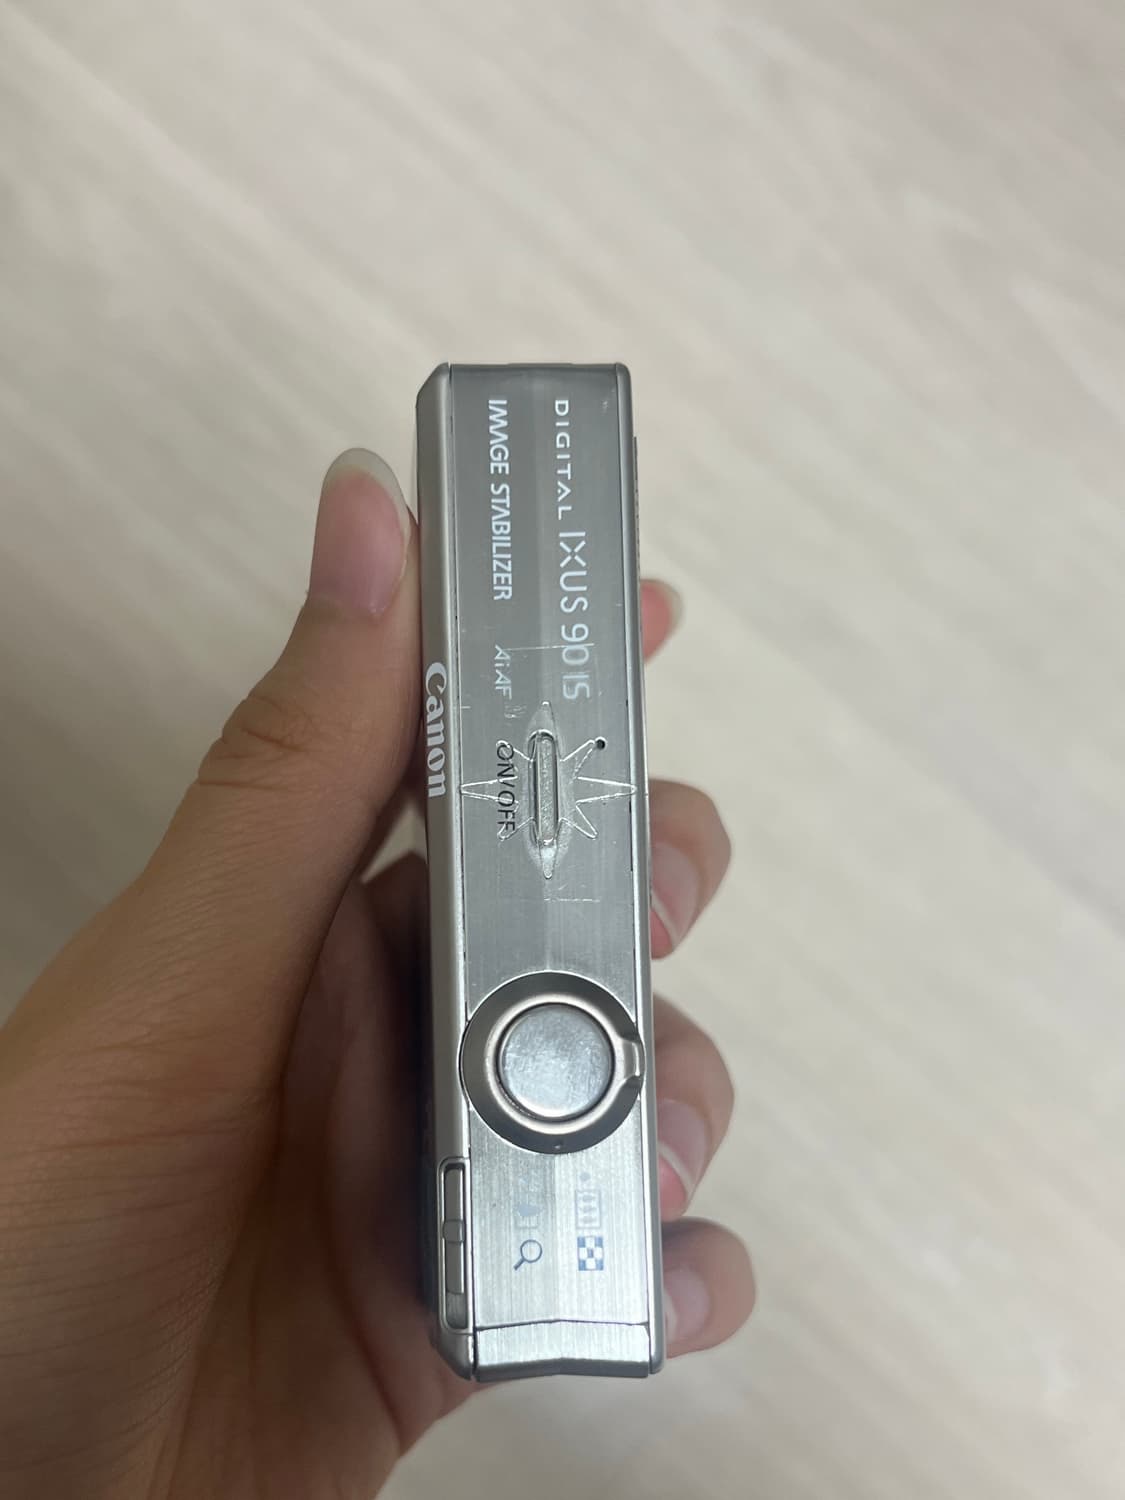 DIGITAL IXUS 90 IS
IMAGE STABILIZER AiAF
ON/OFF
Canon